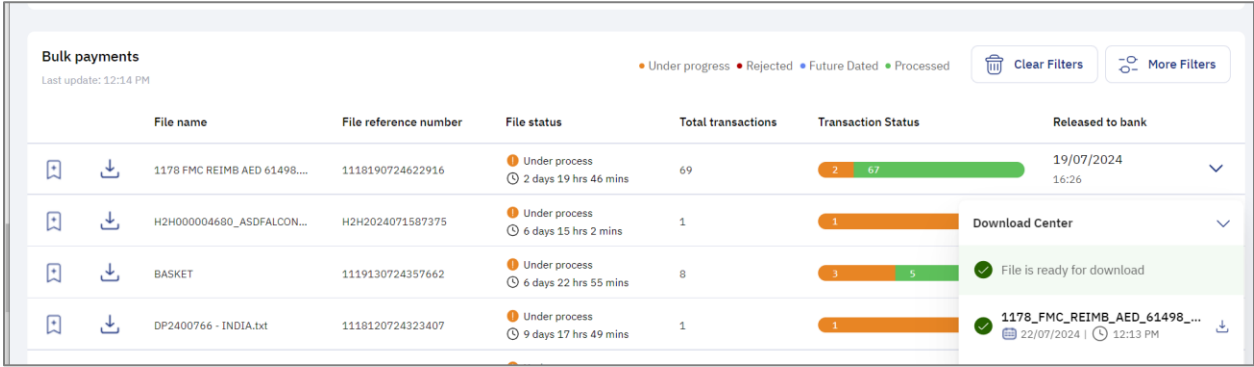 Bulk payments
Last update: 12:14 PM
Under progress Rejected Future Dated Processed
Clear Filters
More Filters
File name File reference number File status Total transactions Transaction Status Released to bank
1178 FMC REIMB AED 61498.... 1118190724622916 Under process 69 2 67 19/07/2024
2 days 19 hrs 46 mins 16:26
H2H000004680_ASDFALCON... H2H2024071587375 Under process 1 1
6 days 15 hrs 2 mins
BASKET 1119130724357662 Under process 8 3 5
6 days 22 hrs 55 mins
DP2400766 - INDIA.txt 1118120724323407 Under process 1 1
9 days 17 hrs 49 mins
Download Center
File is ready for download
1178_FMC_REIMB_AED_61498_...
22/07/2024 | 12:13 PM